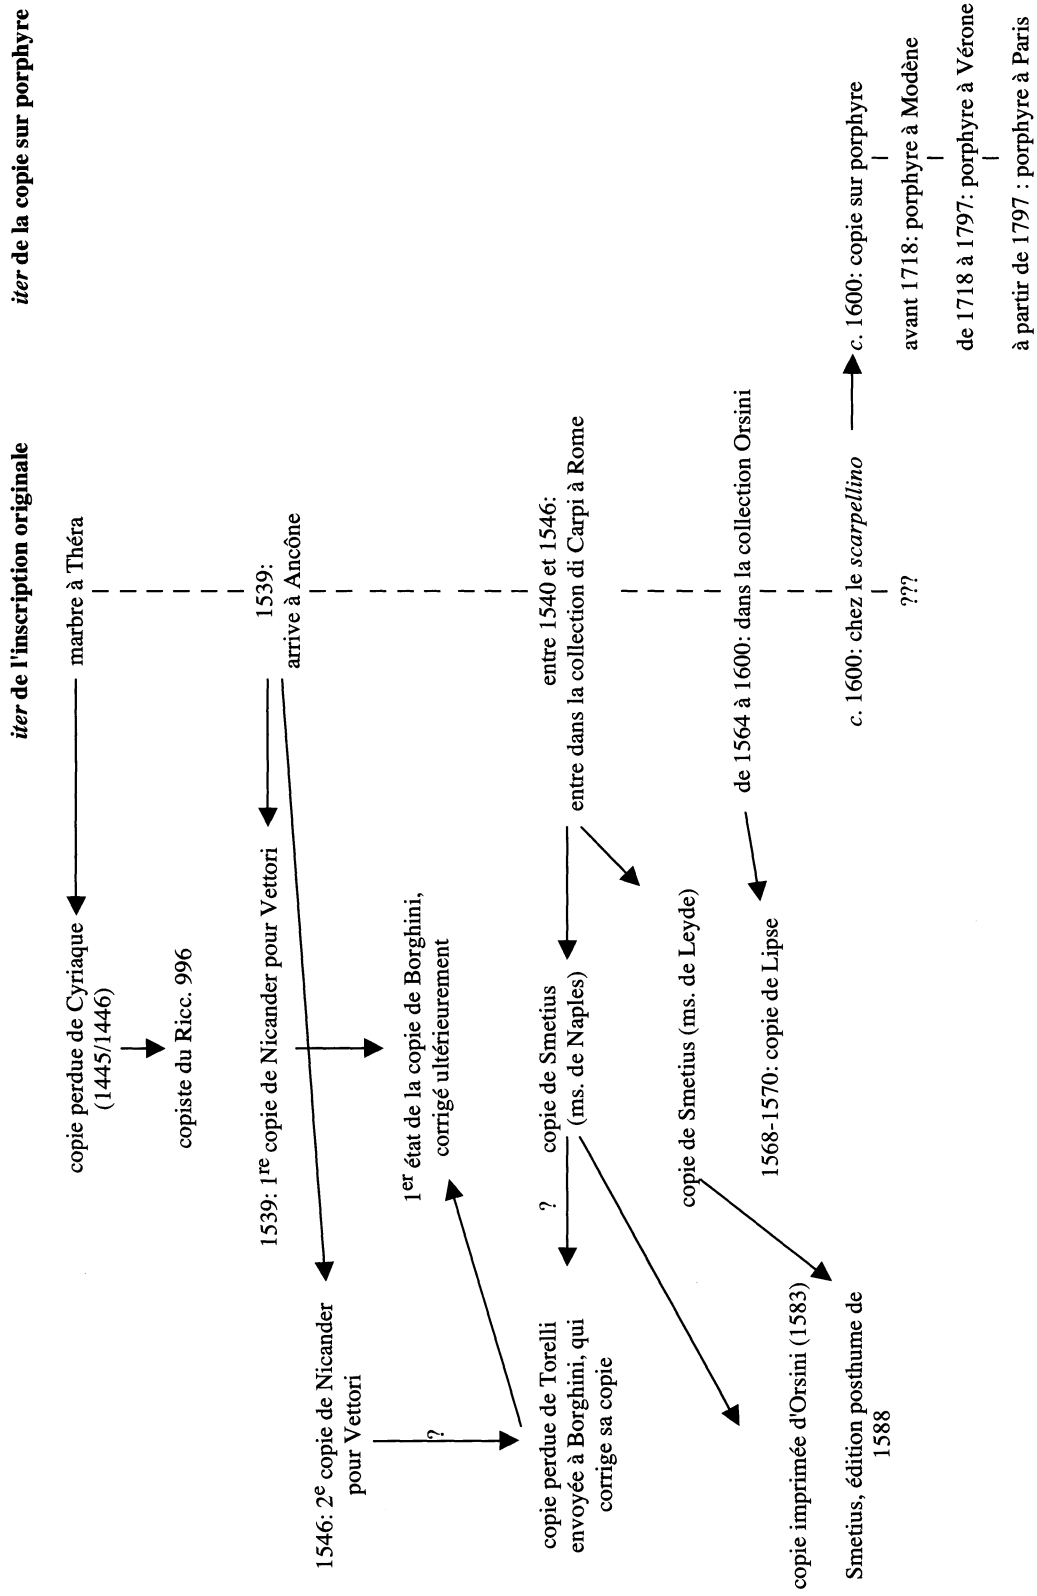 iter de l'inscription originale
iter de la copie sur porphyre
copie perdue de Cyriaque
(1445/1446)
marbre à Théra
copiste du Ricc. 996
1539: 1re copie de Nicander pour Vettori
1539:
arrive à Ancône
1546: 2e copie de Nicander
pour Vettori
1er état de la copie de Borghini,
corrigé ultérieurement
?
copie perdue de Torelli
envoyée à Borghini, qui
corrige sa copie
?
copie de Smetius
(ms. de Naples)
entre 1540 et 1546:
entre dans la collection di Carpi à Rome
copie de Smetius (ms. de Leyde)
de 1564 à 1600: dans la collection Orsini
1568-1570: copie de Lipse
copie imprimée d'Orsini (1583)
Smetius, édition posthume de
1588
c. 1600: chez le scarpellino
c. 1600: copie sur porphyre
???
avant 1718: porphyre à Modène
de 1718 à 1797: porphyre à Vérone
à partir de 1797 : porphyre à Paris